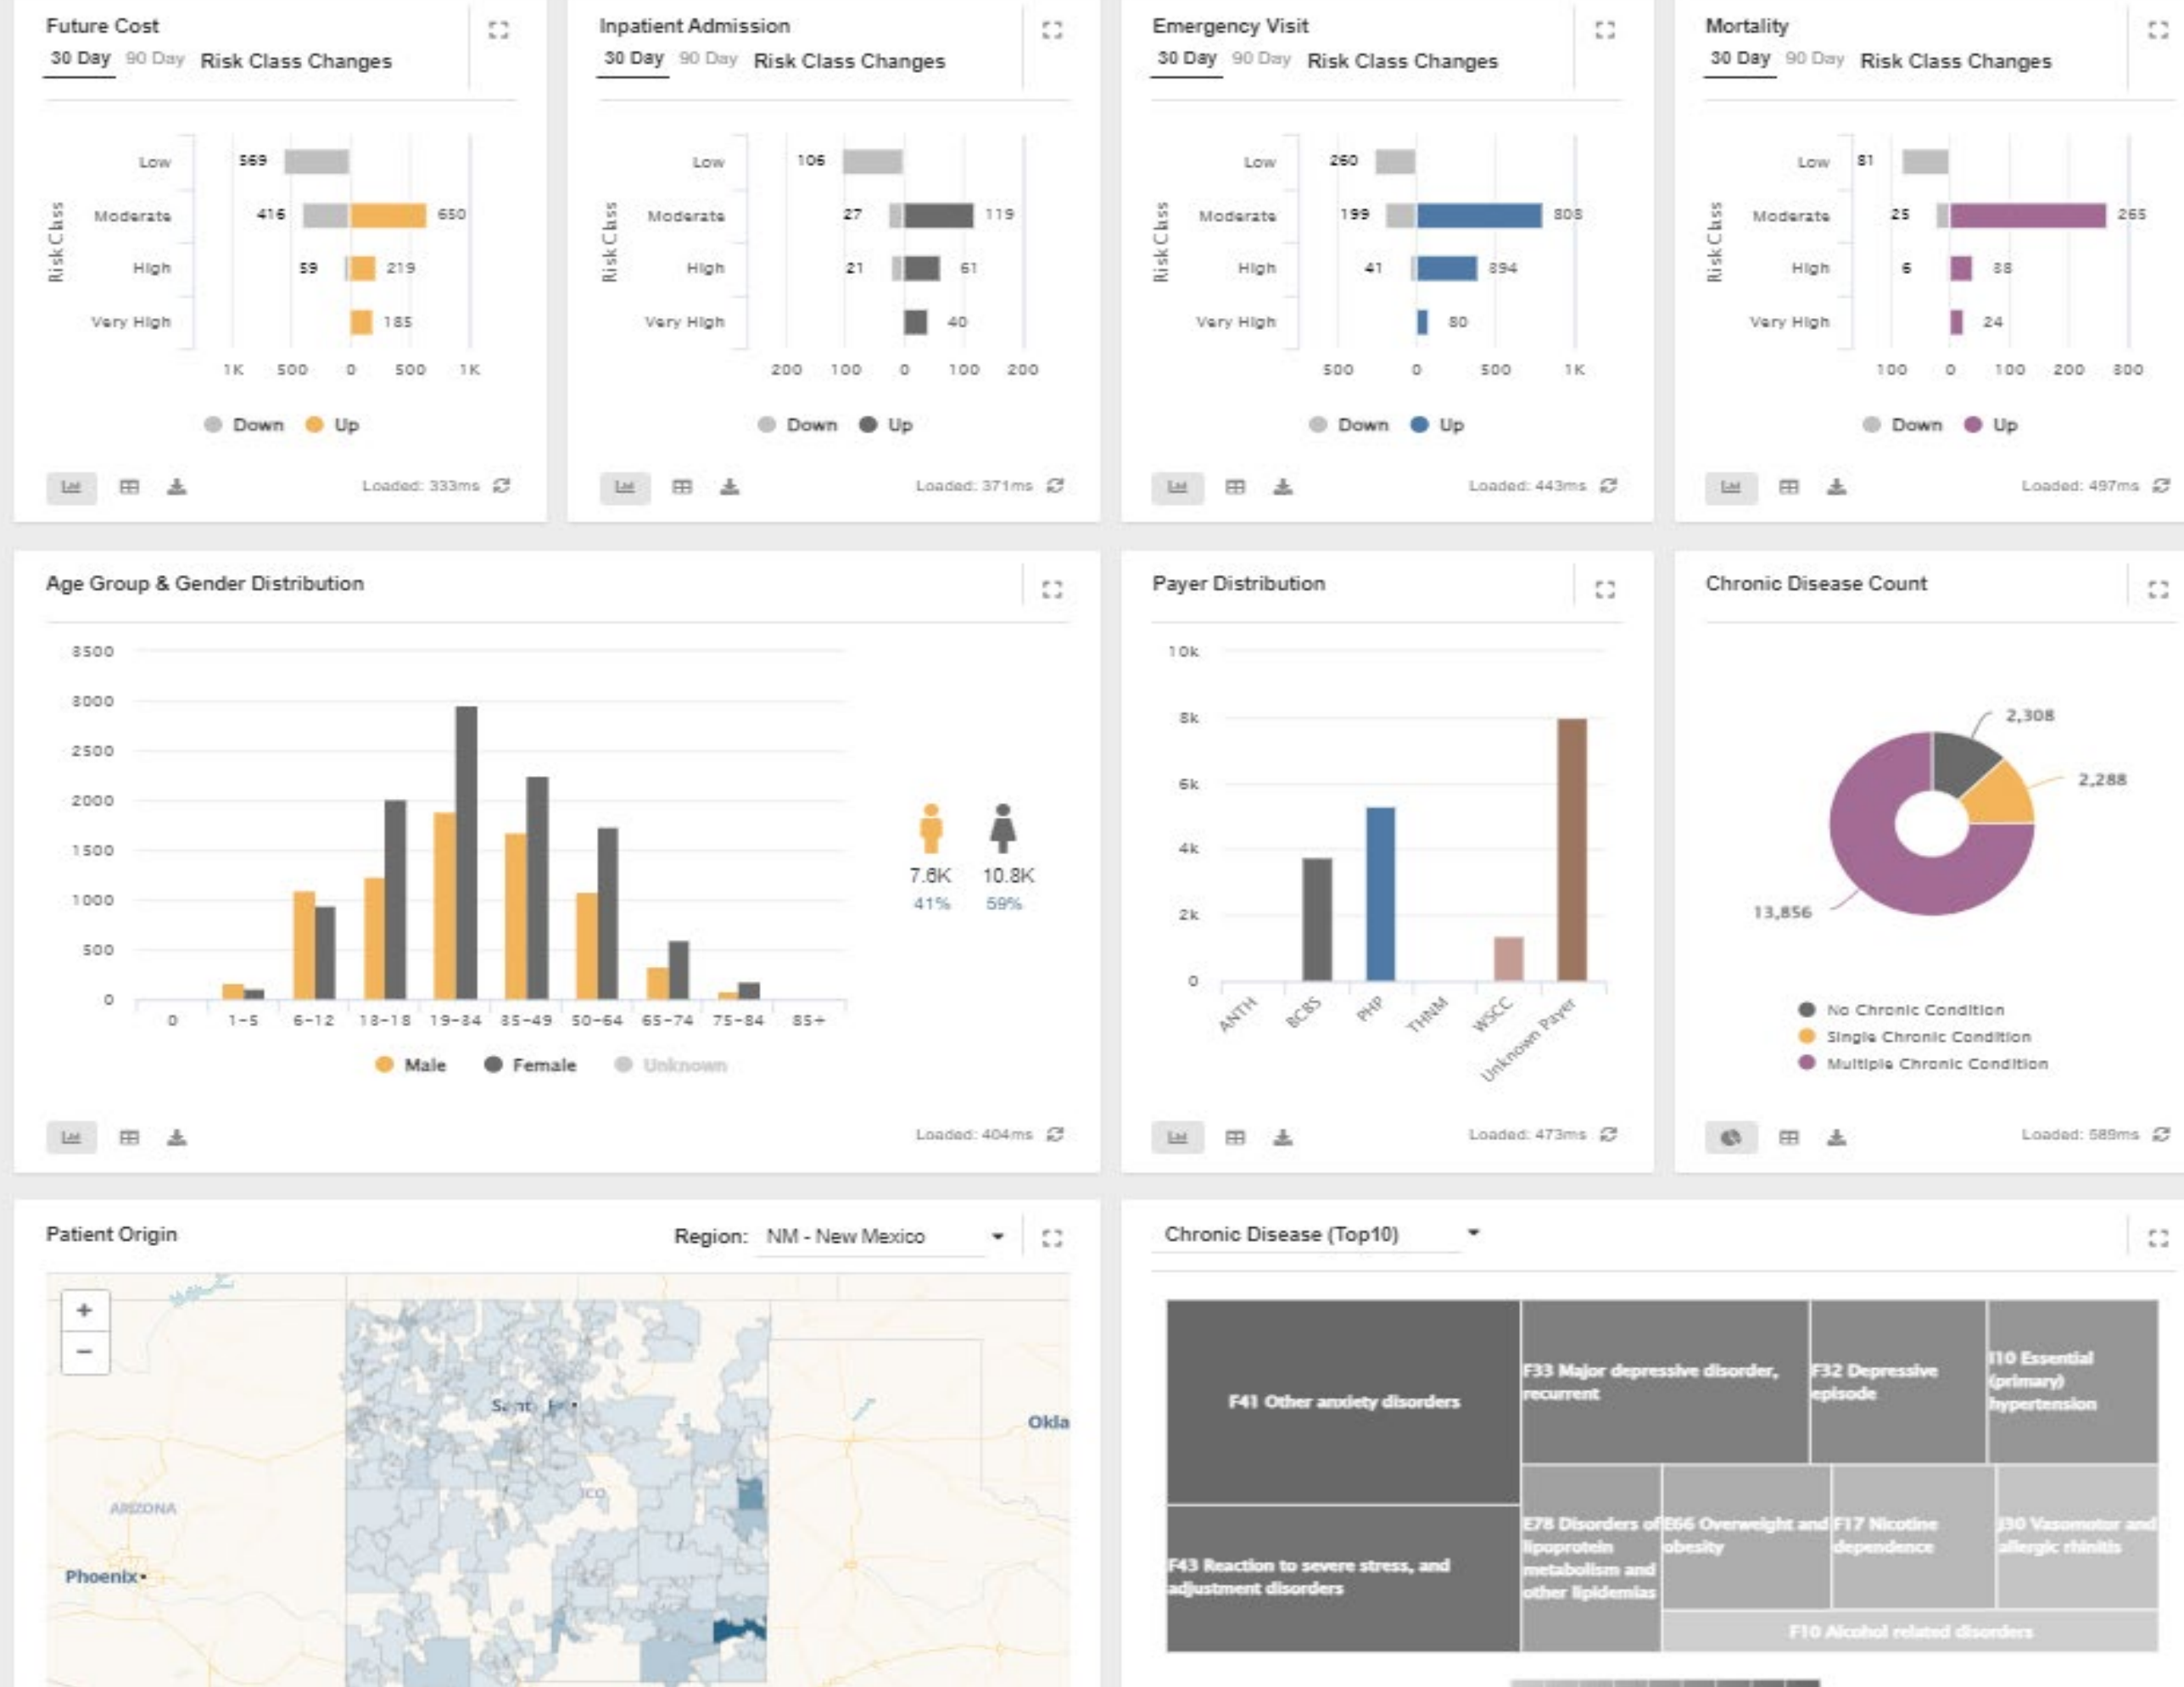 Future Cost
30 Day 90 Day Risk Class Changes
Risk Class
Low 569
Moderate 416 650
High 59 219
Very High 185
1K 500 0 500 1K
Down Up
Loaded: 333ms
Inpatient Admission
30 Day 90 Day Risk Class Changes
Risk Class
Low 106
Moderate 27 119
High 21 61
Very High 40
200 100 0 100 200
Down Up
Loaded: 371ms
Emergency Visit
30 Day 90 Day Risk Class Changes
Risk Class
Low 260
Moderate 199
High 41 394
Very High 80
500 0 500 1K
Down Up
Loaded: 443ms
Mortality
30 Day 90 Day Risk Class Changes
Risk Class
Low 81
Moderate 25 265
High 6 38
Very High 24
100 0 100 200 300
Down Up
Loaded: 497ms
Age Group & Gender Distribution
3500
3000
2500
2000
1500
1000
500
0
0 1-5 6-12 13-18 19-34 35-49 50-64 65-74 75-84 85+
7.6K 10.8K
41% 59%
Male Female Unknown
Loaded: 404ms
Payer Distribution
10k
8k
6k
4k
2k
0
ANTH BCBS PHP THNM WSCC Unknown Payer
Loaded: 473ms
Chronic Disease Count
2,308
2,288
13,856
No Chronic Condition
Single Chronic Condition
Multiple Chronic Condition
Loaded: 589ms
Patient Origin
Region: NM - New Mexico
+
−
Okla
ARIZONA
ICO
Phoenix
Chronic Disease (Top10)
F41 Other anxiety disorders
F43 Reaction to severe stress, and
adjustment disorders
F33 Major depressive disorder,
recurrent
F32 Depressive
episode
I10 Essential
(primary)
hypertension
E78 Disorders of
lipoprotein
metabolism and
other lipidemias
E66 Overweight and
obesity
F17 Nicotine
dependence
J30 Vasomotor and
allergic rhinitis
F10 Alcohol related disorders